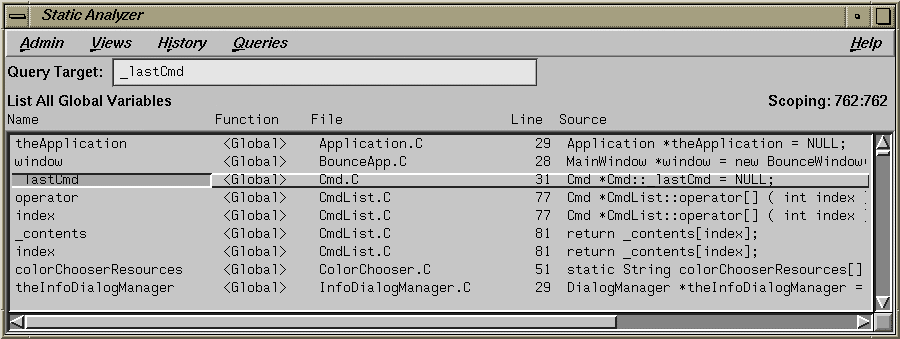 Static Analyzer
Admin Views History Queries Help
Query Target: _lastCmd
List All Global Variables Scoping: 762:762
Name Function File Line Source
theApplication <Global> Application.C 29 Application *theApplication = NULL;
window <Global> BounceApp.C 28 MainWindow *window = new BounceWindow(
_lastCmd <Global> Cmd.C 31 Cmd *Cmd::_lastCmd = NULL;
operator <Global> CmdList.C 77 Cmd *CmdList::operator[] ( int index )
index <Global> CmdList.C 77 Cmd *CmdList::operator[] ( int index )
_contents <Global> CmdList.C 81 return _contents[index];
index <Global> CmdList.C 81 return _contents[index];
colorChooserResources <Global> ColorChooser.C 51 static String colorChooserResources[]
theInfoDialogManager <Global> InfoDialogManager.C 29 DialogManager *theInfoDialogManager =